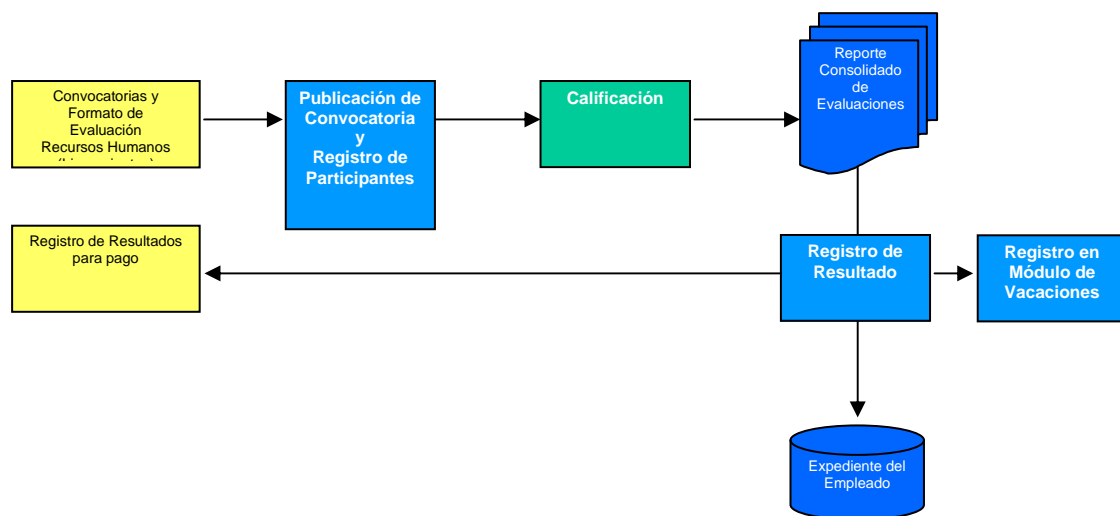 Convocatorias y
Formato de
Evaluación
Recursos Humanos
Publicación de
Convocatoria
y
Registro de
Participantes
Calificación
Reporte
Consolidado
de
Evaluaciones
Registro de Resultados
para pago
Registro de
Resultado
Registro en
Módulo de
Vacaciones
Expediente del
Empleado